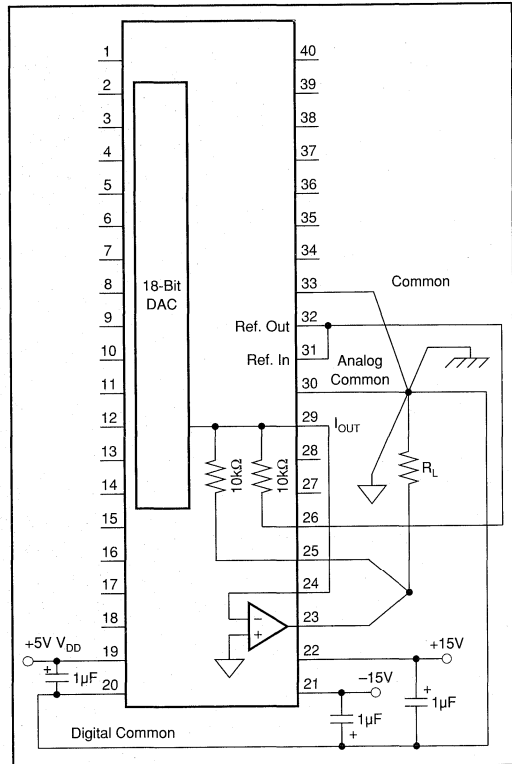 1 40
2 39
3 38
4 37
5 36
6 35
7 34
8 18-Bit DAC 33 Common
9 Ref. Out 32
10 Ref. In 31
11 30 Analog Common
12 29 IOUT
13 28
14 10kΩ 10kΩ 27
15 26
16 25
17 24
18 − + 23
+5V VDD 19 22 +15V
+ 1µF 20 21 −15V
RL
1µF + + 1µF
Digital Common